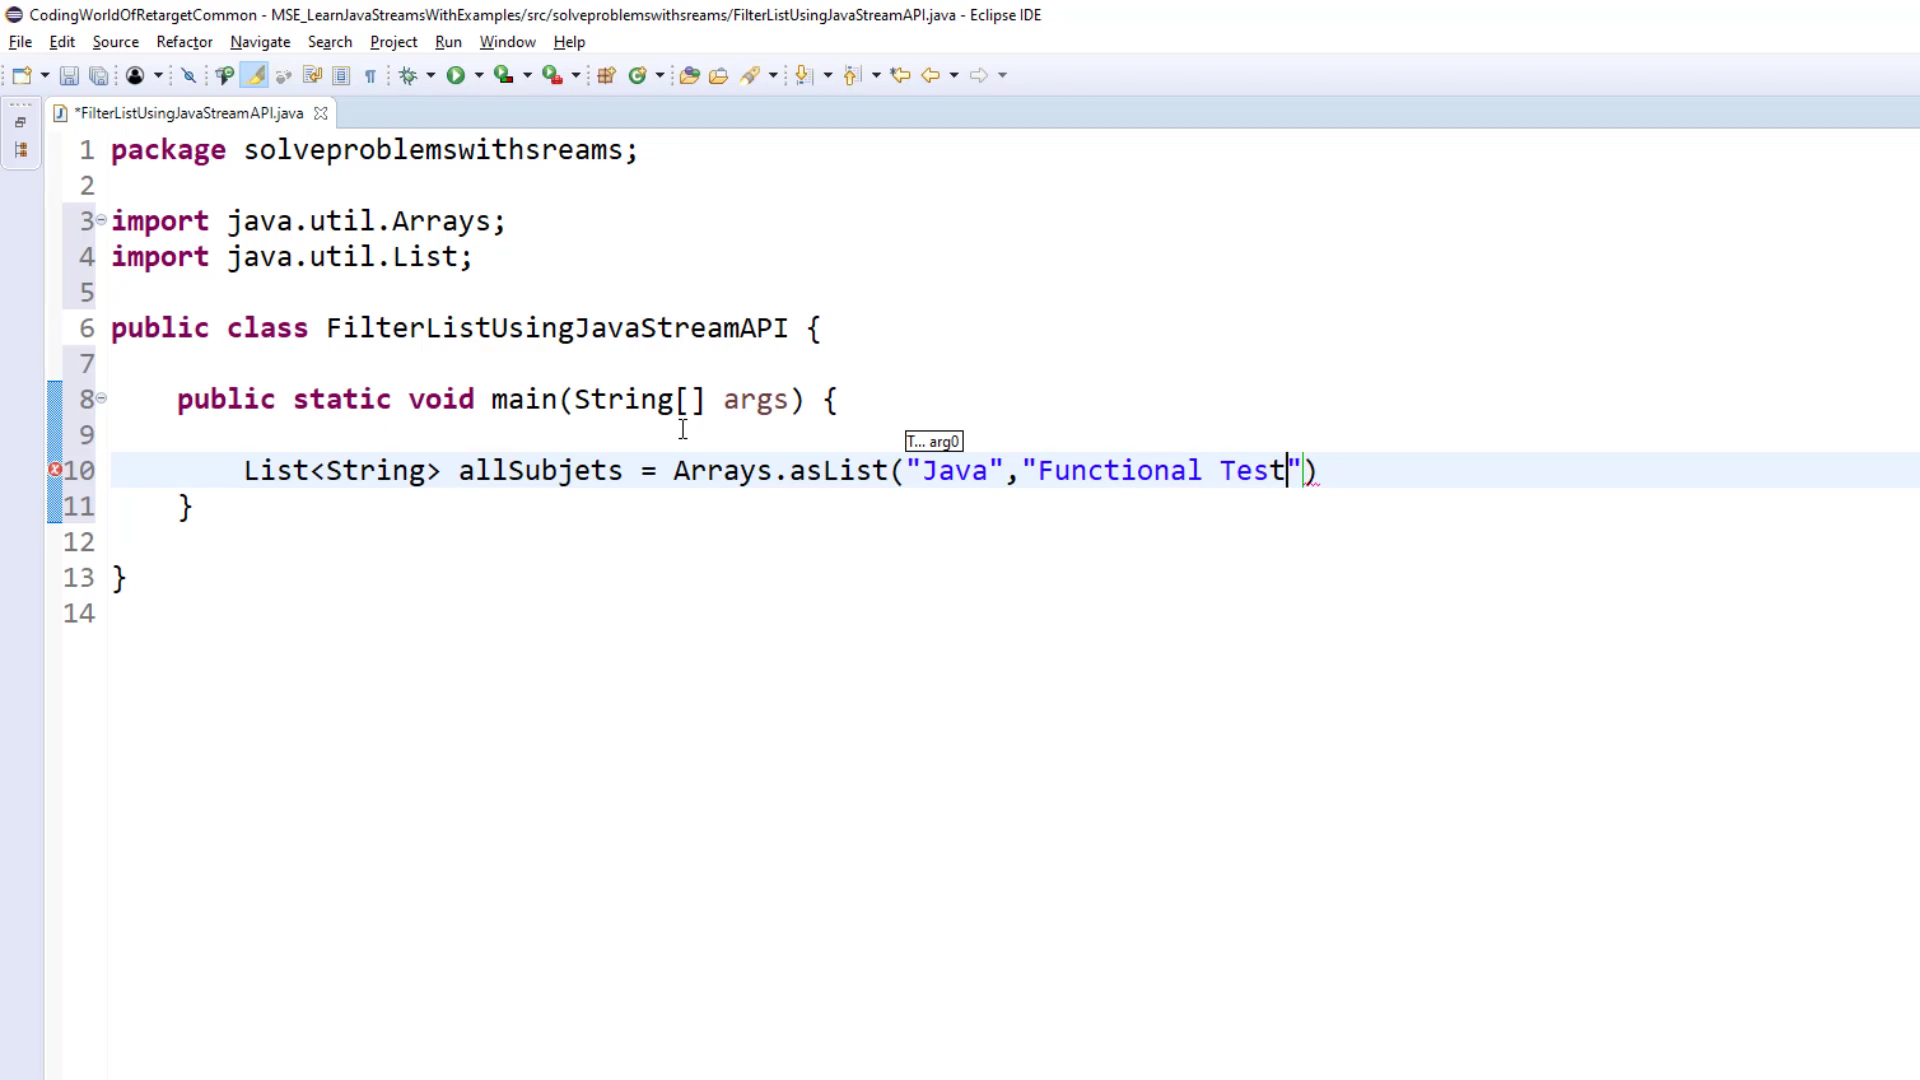 CodingWorldOfRetargetCommon - MSE_LearnJavaStreamsWithExamples/src/solveproblemswithsreams/FilterListUsingJavaStreamAPI.java - Eclipse IDE
File Edit Source Refactor Navigate Search Project Run Window Help
*FilterListUsingJavaStreamAPI.java
1 package solveproblemswithsreams;
2
3 import java.util.Arrays;
4 import java.util.List;
5
6 public class FilterListUsingJavaStreamAPI {
7
8 public static void main(String[] args) {
9
T... arg0
10 List<String> allSubjets = Arrays.asList("Java","Functional Test")
11 }
12
13 }
14